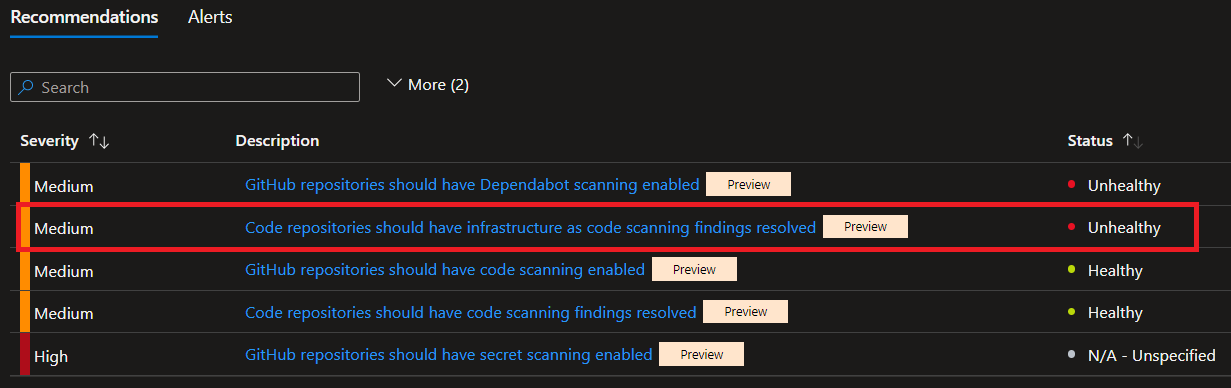 Recommendations Alerts
Search More (2)
Severity Description Status
Medium GitHub repositories should have Dependabot scanning enabled Preview Unhealthy
Medium Code repositories should have infrastructure as code scanning findings resolved Preview Unhealthy
Medium GitHub repositories should have code scanning enabled Preview Healthy
Medium Code repositories should have code scanning findings resolved Preview Healthy
High GitHub repositories should have secret scanning enabled Preview N/A - Unspecified